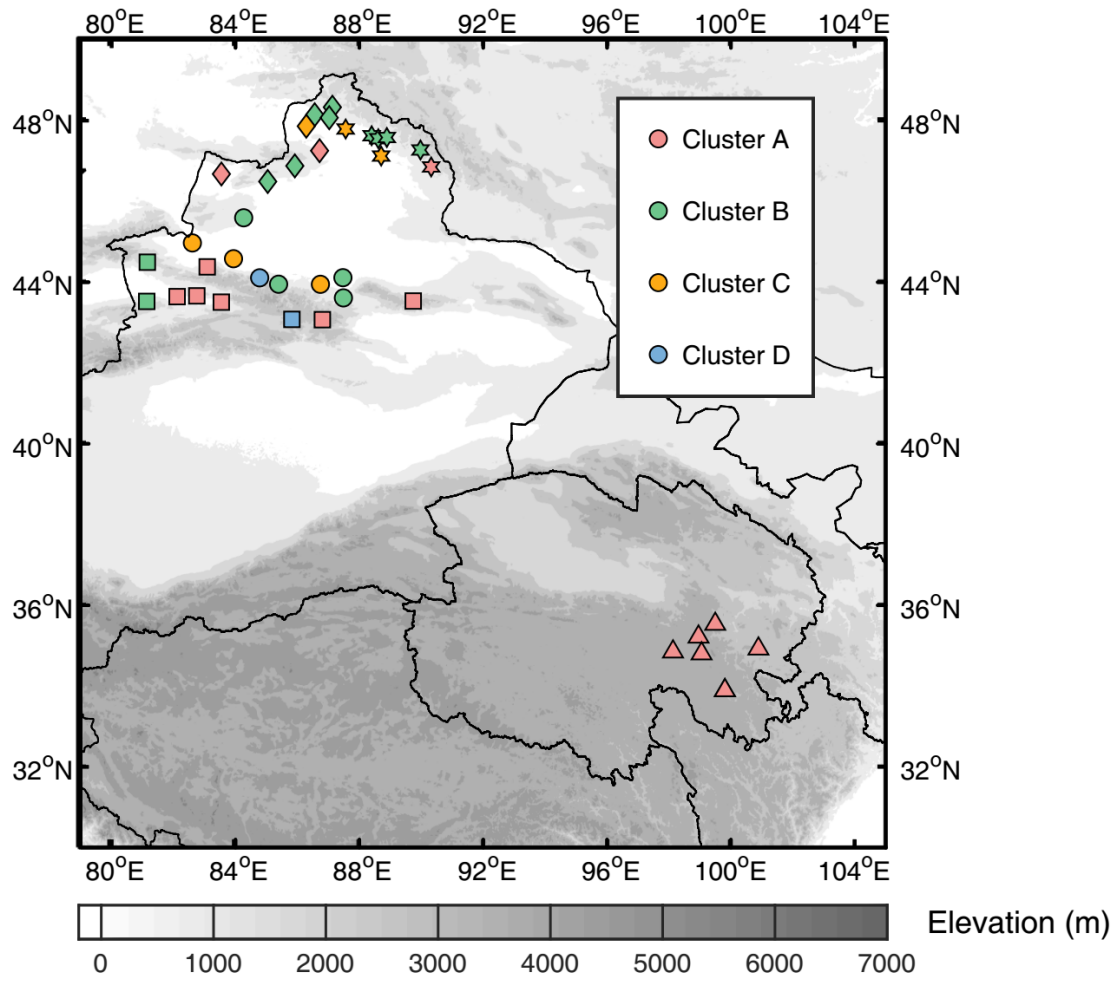 80°E 84°E 88°E 92°E 96°E 100°E 104°E
48°N 48°N
Cluster A
Cluster B
44°N 44°N
Cluster C
Cluster D
40°N 40°N
36°N 36°N
32°N 32°N
80°E 84°E 88°E 92°E 96°E 100°E 104°E
Elevation (m)
0 1000 2000 3000 4000 5000 6000 7000